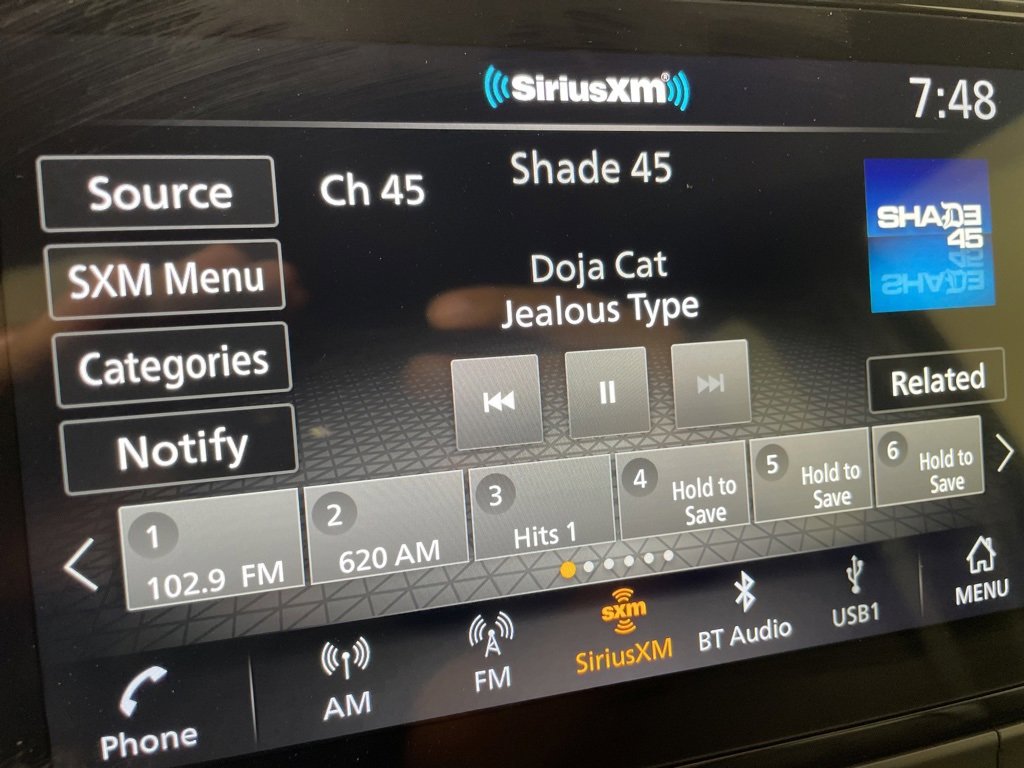 SiriusXM®
7:48
Source
Ch 45
Shade 45
SHADE
45
SXM Menu
Doja Cat
Jealous Type
Categories
Related
Notify
1
102.9 FM
2
620 AM
3
Hits 1
4
Hold to
Save
5
Hold to
Save
6
Hold to
Save
Phone
AM
FM
sxm
SiriusXM
BT Audio
USB1
MENU